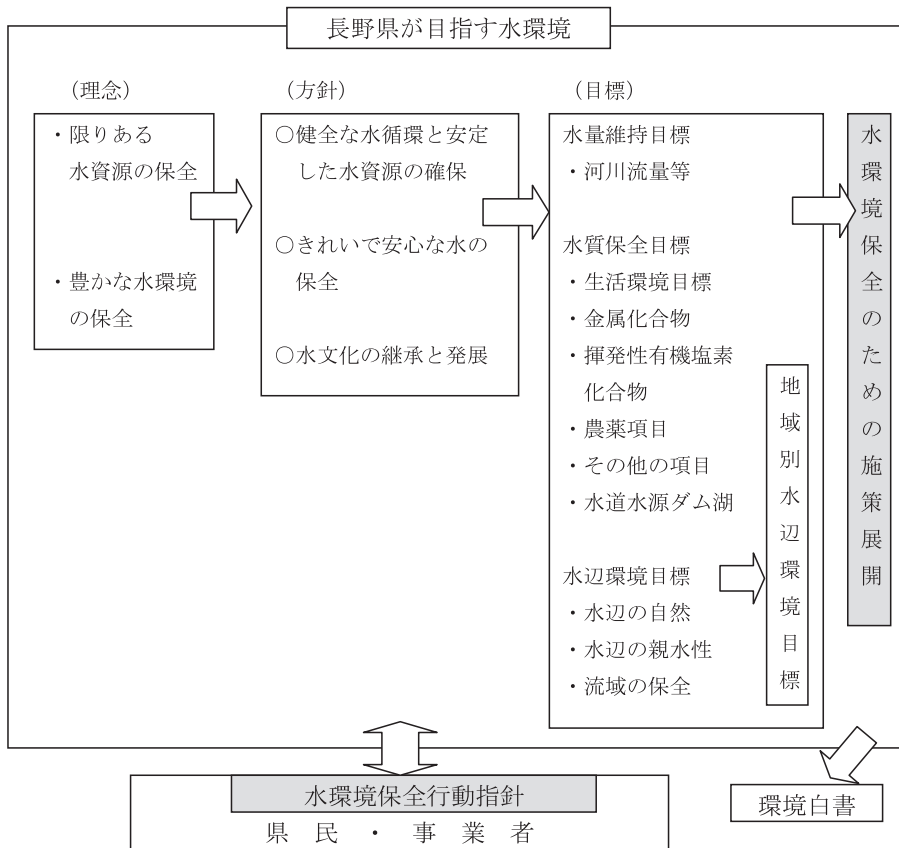 長野県が目指す水環境
（理念）
・限りある
水資源の保全
・豊かな水環境
の保全
（方針）
○健全な水循環と安定
した水資源の確保
○きれいで安心な水の
保全
○水文化の継承と発展
（目標）
水量維持目標
・河川流量等
水質保全目標
・生活環境目標
・金属化合物
・揮発性有機塩素
化合物
・農薬項目
・その他の項目
・水道水源ダム湖
水辺環境目標
・水辺の自然
・水辺の親水性
・流域の保全
地域別水辺環境目標
水環境保全のための施策展開
水環境保全行動指針
県民・事業者
環境白書